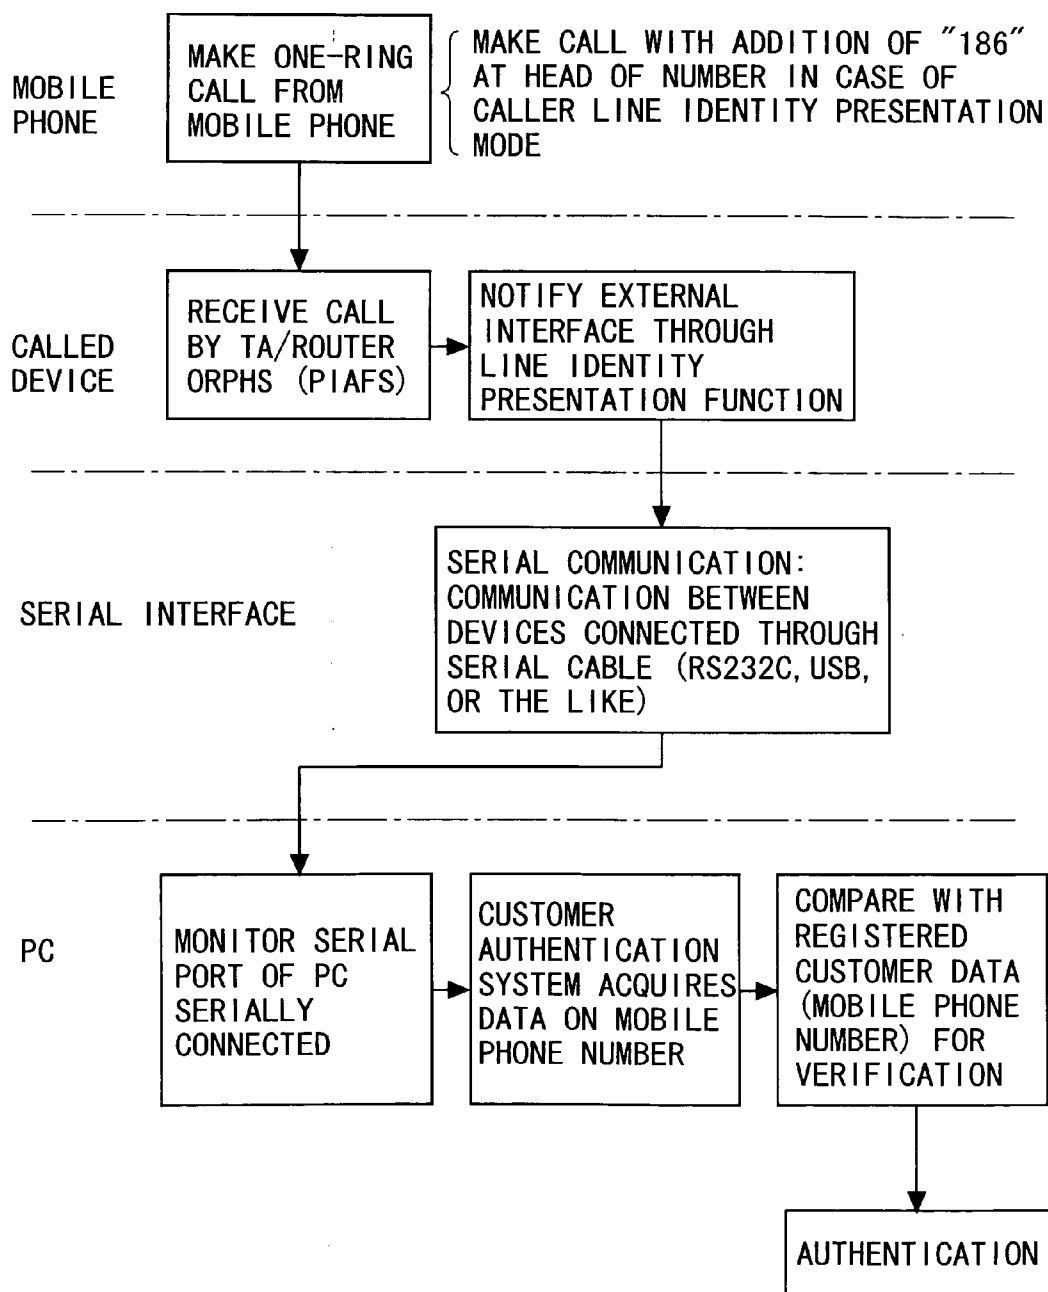 MOBILE
PHONE
MAKE ONE-RING
CALL FROM
MOBILE PHONE
MAKE CALL WITH ADDITION OF "186"
AT HEAD OF NUMBER IN CASE OF
CALLER LINE IDENTITY PRESENTATION
MODE
CALLED
DEVICE
RECEIVE CALL
BY TA/ROUTER
ORPHS (PIAFS)
NOTIFY EXTERNAL
INTERFACE THROUGH
LINE IDENTITY
PRESENTATION FUNCTION
SERIAL INTERFACE
SERIAL COMMUNICATION:
COMMUNICATION BETWEEN
DEVICES CONNECTED THROUGH
SERIAL CABLE (RS232C, USB,
OR THE LIKE)
PC
MONITOR SERIAL
PORT OF PC
SERIALLY
CONNECTED
CUSTOMER
AUTHENTICATION
SYSTEM ACQUIRES
DATA ON MOBILE
PHONE NUMBER
COMPARE WITH
REGISTERED
CUSTOMER DATA
(MOBILE PHONE
NUMBER) FOR
VERIFICATION
AUTHENTICATION